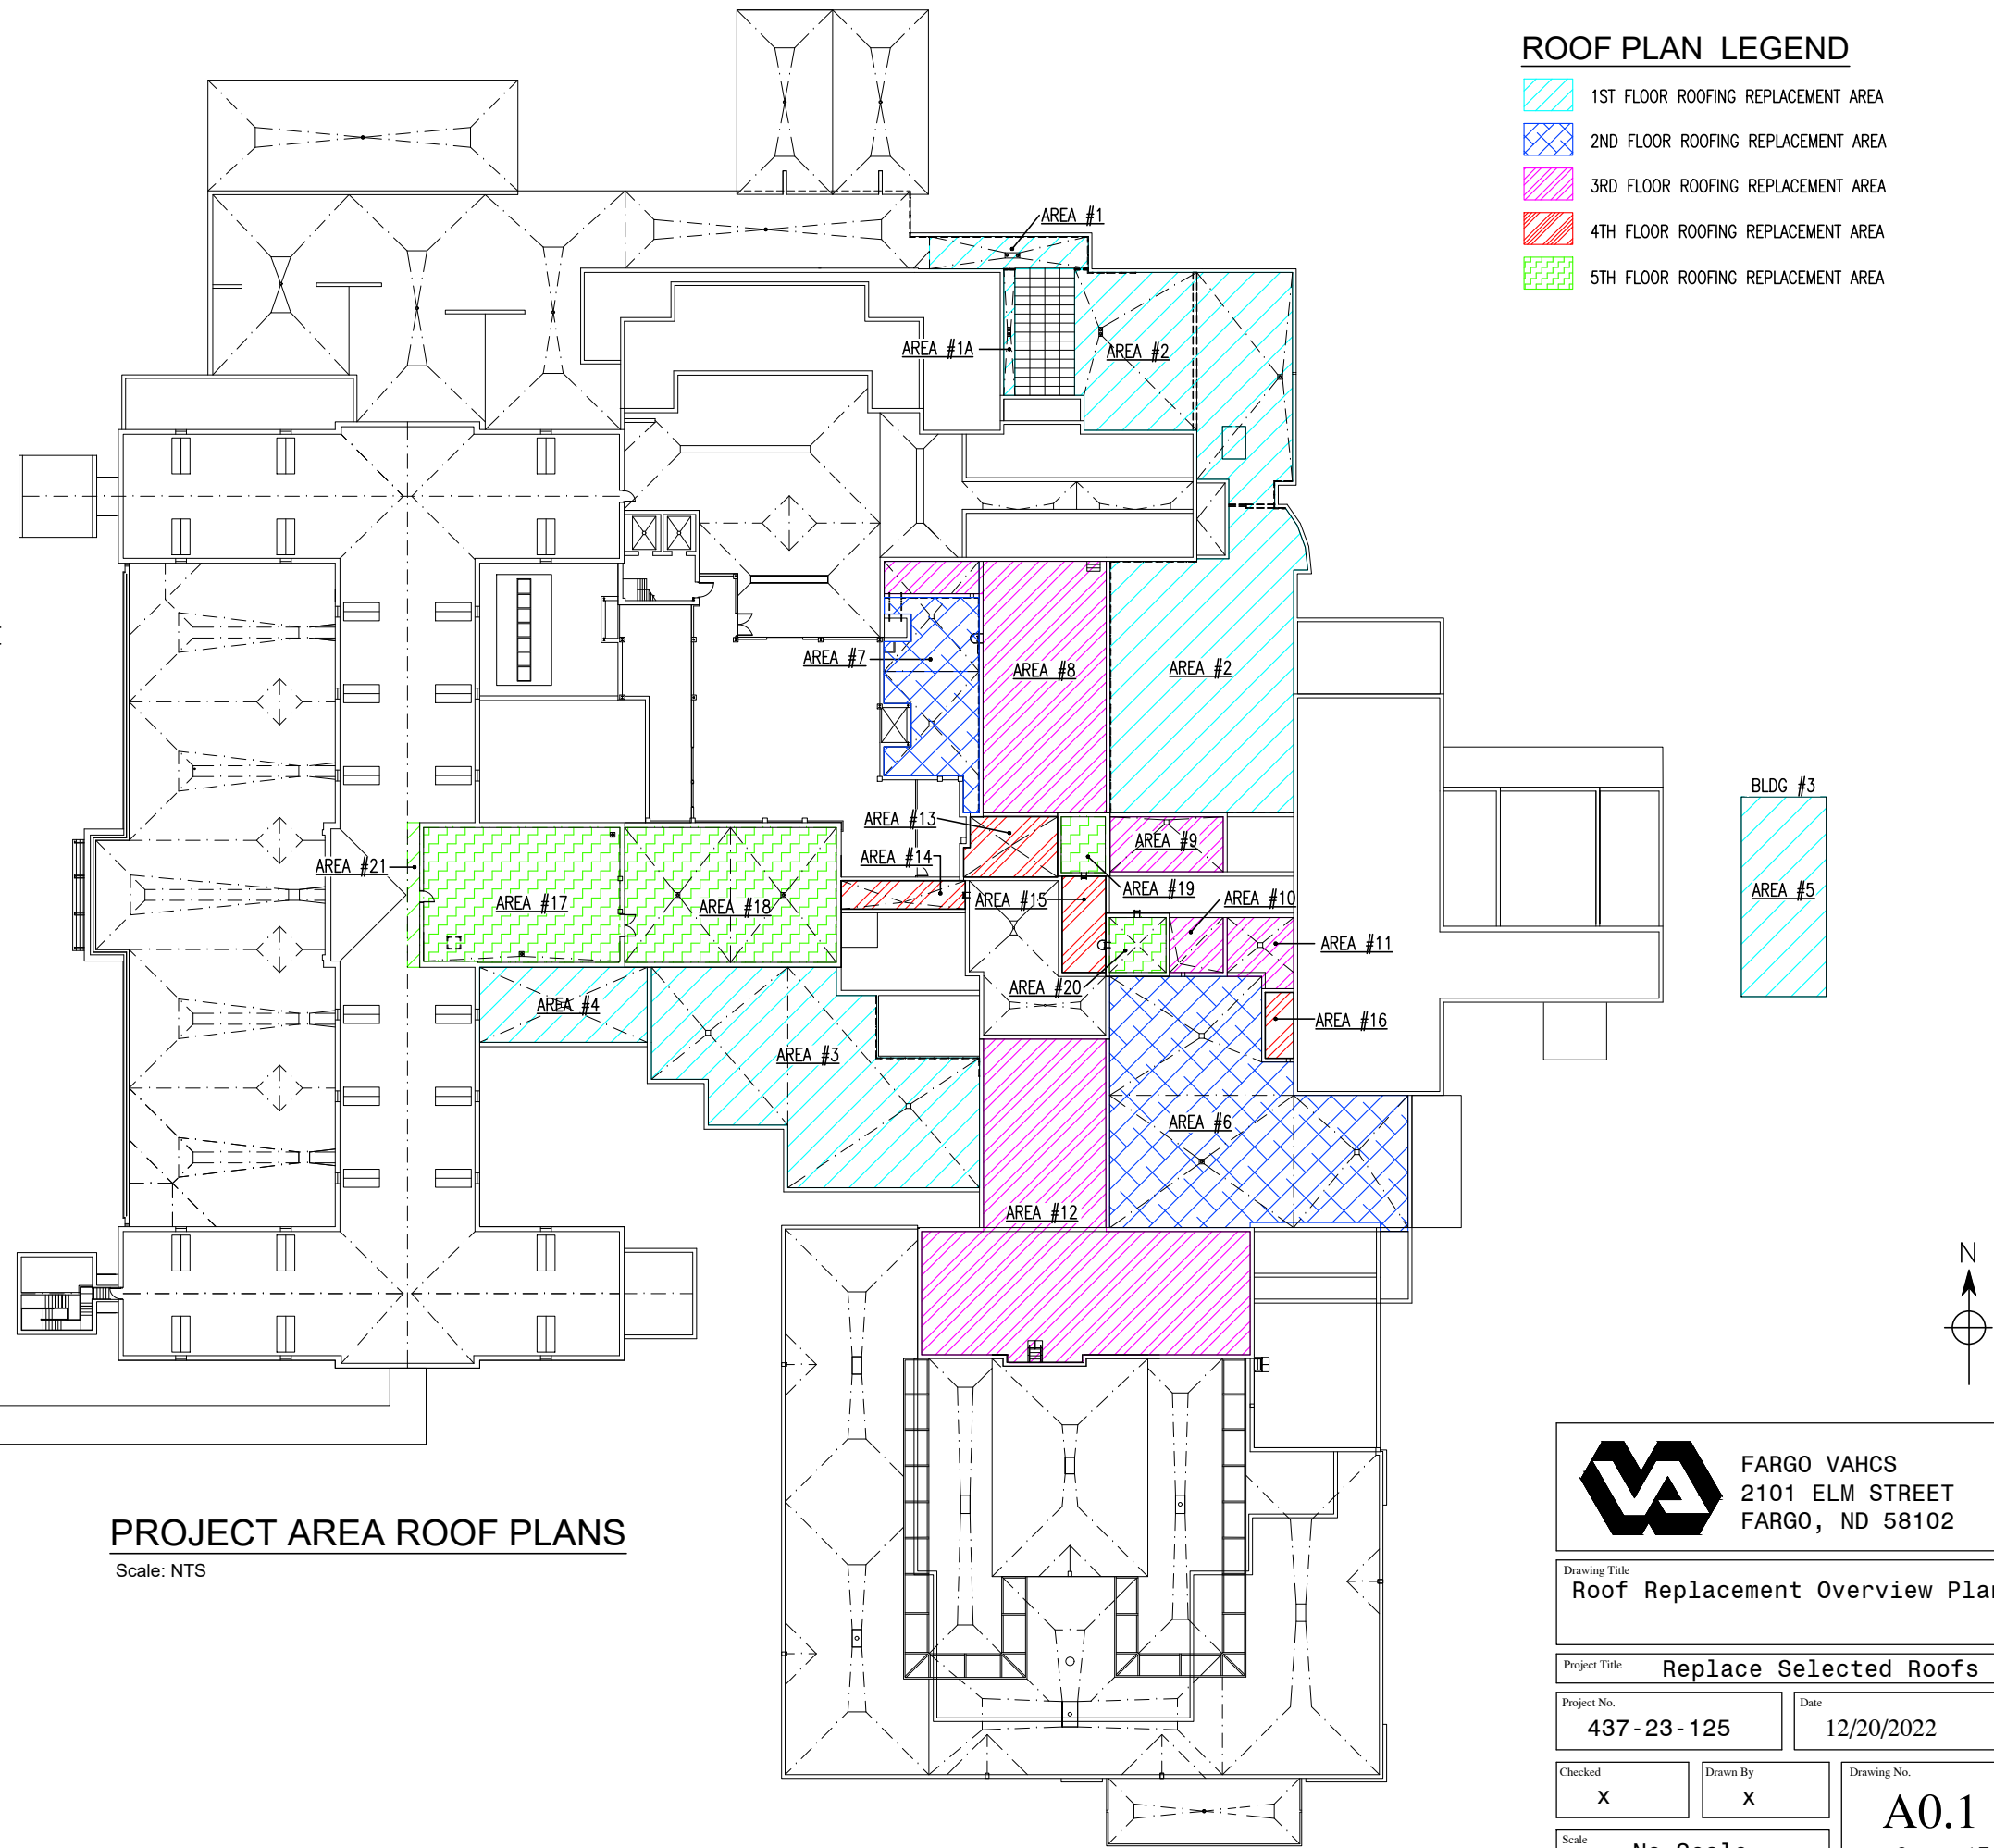 ROOF PLAN LEGEND
1ST FLOOR ROOFING REPLACEMENT AREA
2ND FLOOR ROOFING REPLACEMENT AREA
3RD FLOOR ROOFING REPLACEMENT AREA
4TH FLOOR ROOFING REPLACEMENT AREA
5TH FLOOR ROOFING REPLACEMENT AREA
AREA #1
AREA #1A
AREA #2
AREA #7
AREA #8
AREA #2
BLDG #3
AREA #5
AREA #13
AREA #9
AREA #14
AREA #21
AREA #19
AREA #15
AREA #10
AREA #17
AREA #18
AREA #11
AREA #20
AREA #4
AREA #16
AREA #3
AREA #6
AREA #12
N
PROJECT AREA ROOF PLANS
Scale: NTS
VA
FARGO VAHCS
2101 ELM STREET
FARGO, ND 58102
Drawing Title
Roof Replacement Overview Plan
Project Title Replace Selected Roofs
Project No.
437-23-125
Date
12/20/2022
Checked
X
Drawn By
X
Drawing No.
A0.1
Scale
No Scale